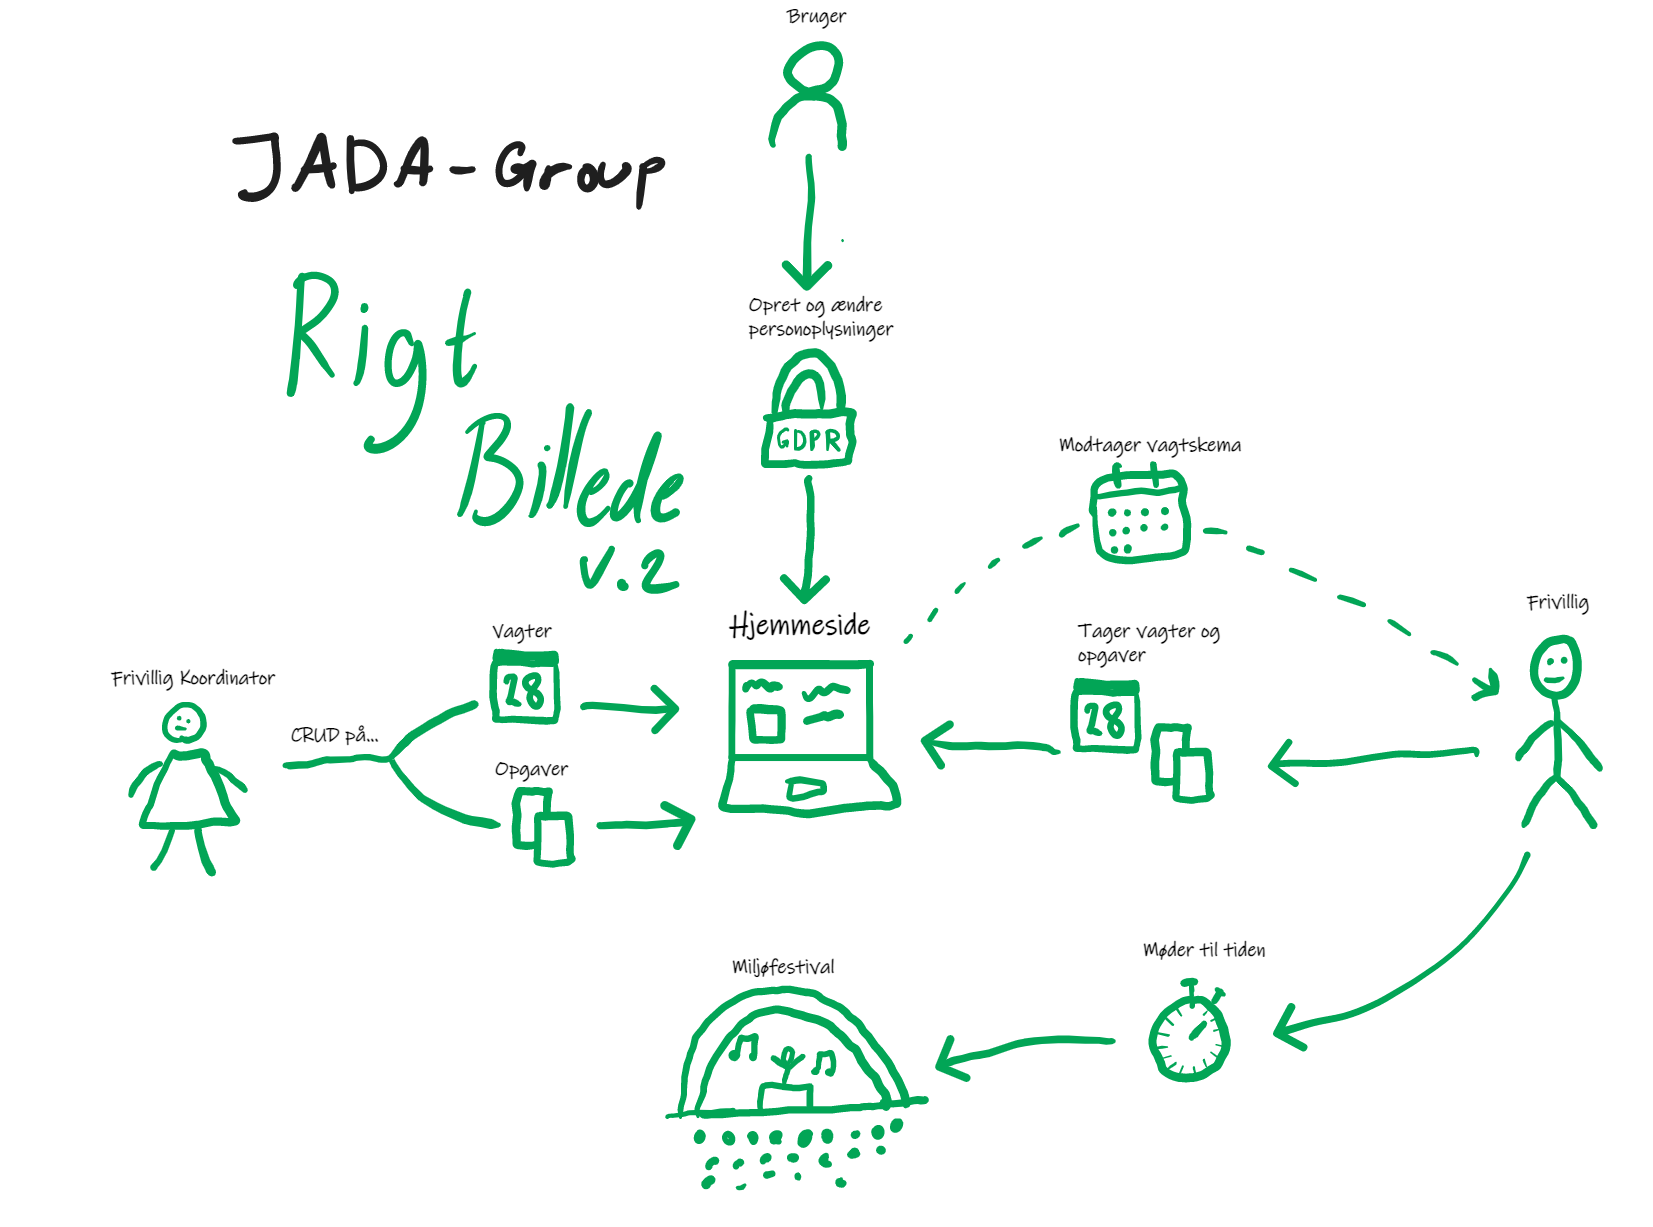 Bruger
JADA-Group
Rigt
Billede
v.2
Opret og ændre
personoplysninger
GDPR
Modtager vagtskema
Hjemmeside
Vagter
28
Frivillig Koordinator
CRUD på...
Opgaver
Tager vagter og
opgaver
28
Frivillig
Møder til tiden
Miljøfestival